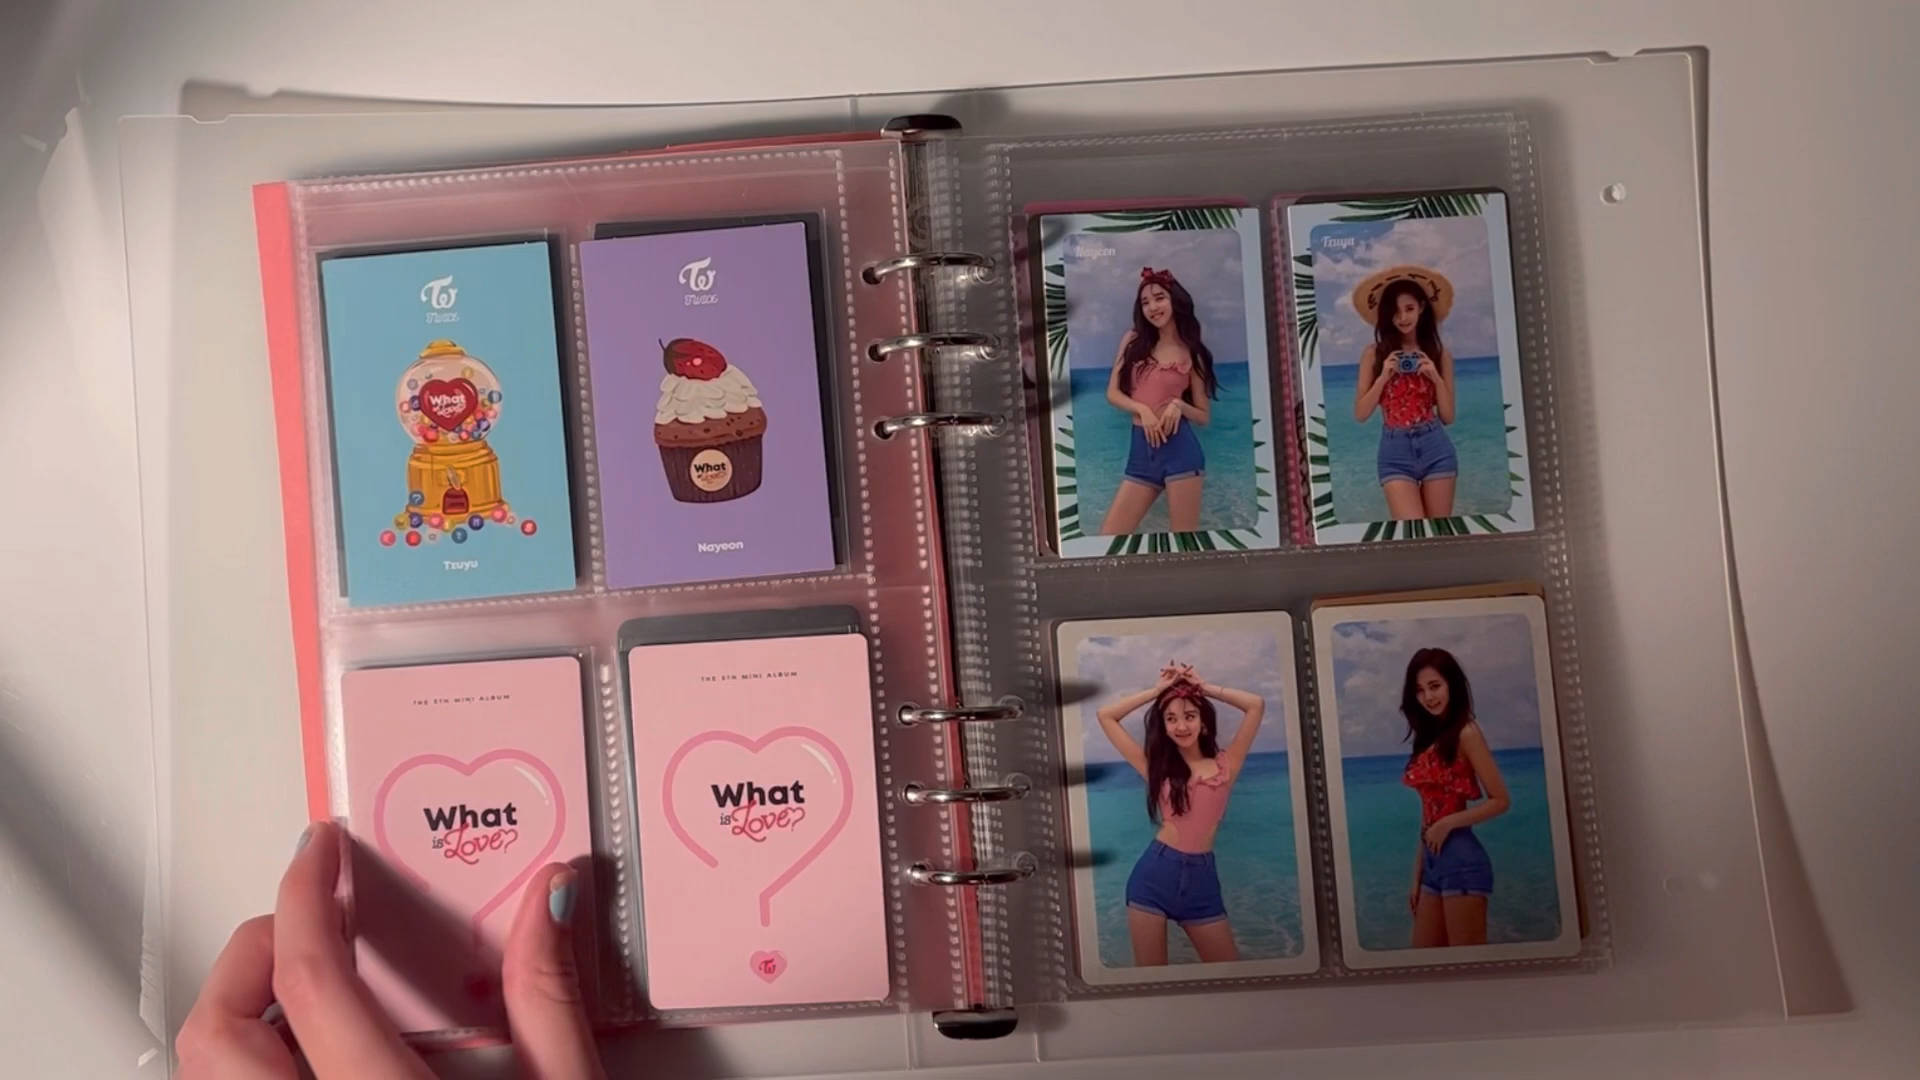 TWICE
What
is Love?
Tzuyu
TWICE
What
is Love?
Nayeon
Nayeon
Tzuyu
THE 5TH MINI ALBUM
What
is Love?
THE 5TH MINI ALBUM
What
is Love?